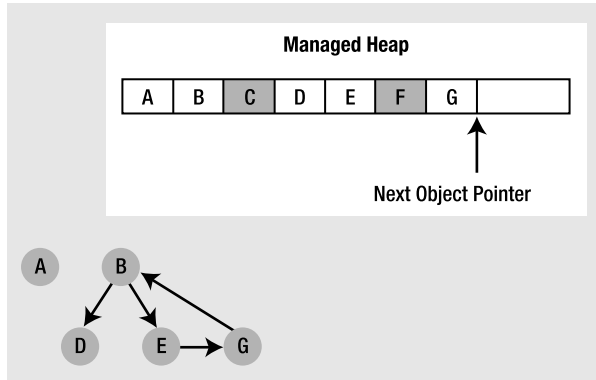 Managed Heap
A B C D E F G
Next Object Pointer
A B
D E G